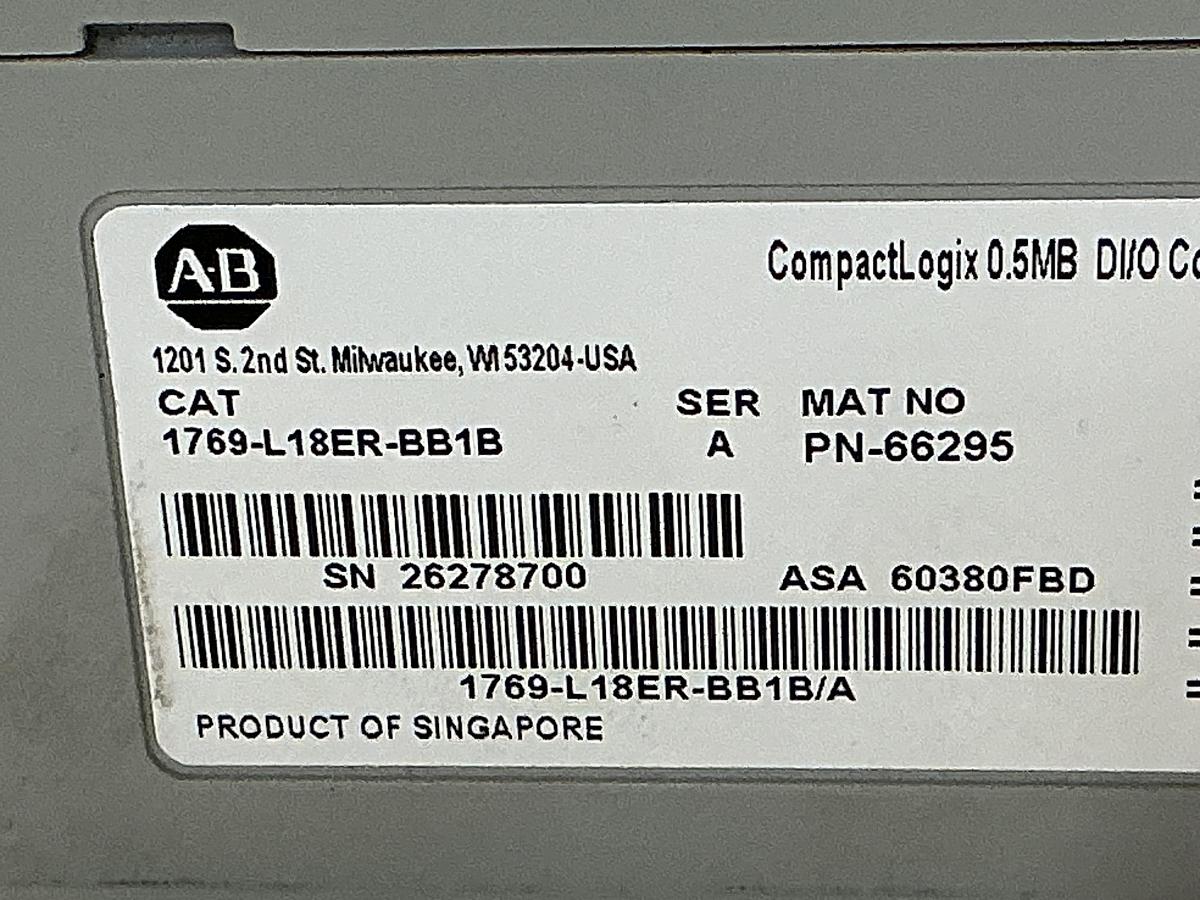 A·B
CompactLogix 0.5MB DI/O Co
1201 S. 2nd St. Milwaukee, WI 53204-USA
CAT SER MAT NO
1769-L18ER-BB1B A PN-66295
SN 26278700 ASA 60380FBD
1769-L18ER-BB1B/A
PRODUCT OF SINGAPORE